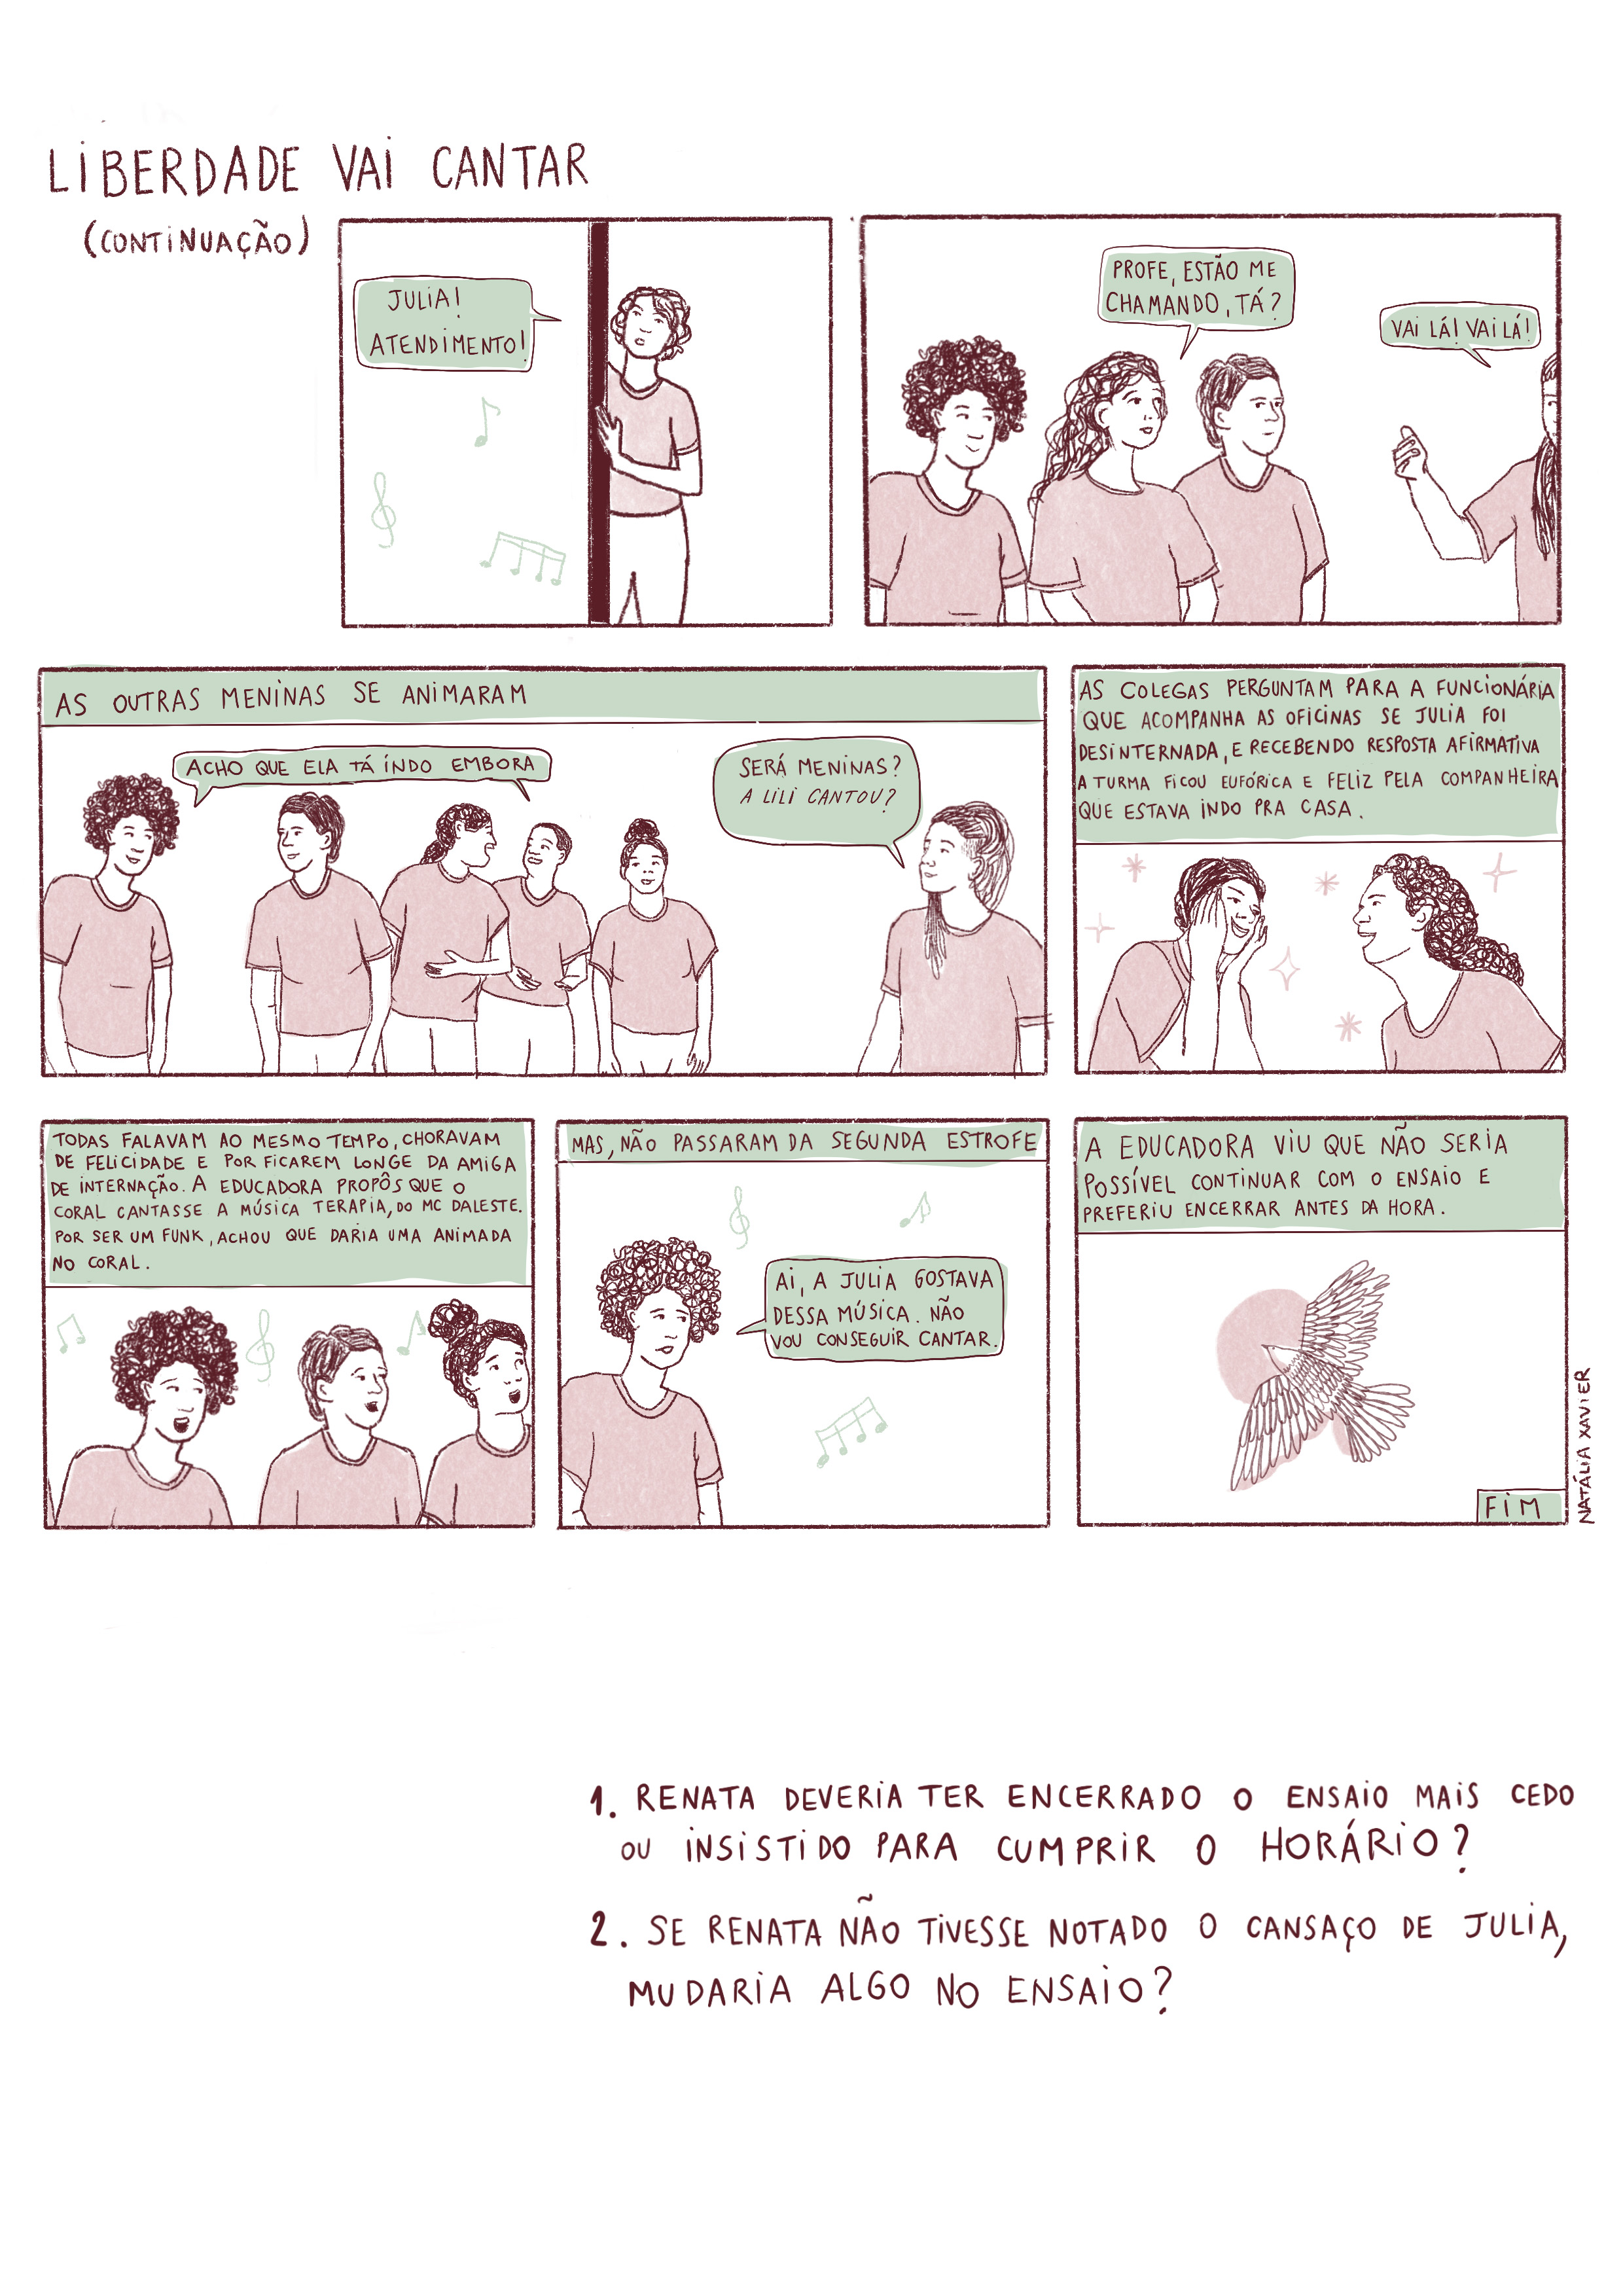 LIBERDADE VAI CANTAR
(CONTINUAÇÃO)
JULIA!
ATENDIMENTO!
PROFE, ESTÃO ME
CHAMANDO, TÁ?
VAI LÁ! VAI LÁ!
AS OUTRAS MENINAS SE ANIMARAM
ACHO QUE ELA TÁ INDO EMBORA
SERÁ MENINAS?
A LILI CANTOU?
AS COLEGAS PERGUNTAM PARA A FUNCIONÁRIA
QUE ACOMPANHA AS OFICINAS SE JULIA FOI
DESINTERNADA, E RECEBENDO RESPOSTA AFIRMATIVA
A TURMA FICOU EUFÓRICA E FELIZ PELA COMPANHEIRA
QUE ESTAVA INDO PRA CASA.
TODAS FALAVAM AO MESMO TEMPO, CHORAVAM
DE FELICIDADE E POR FICAREM LONGE DA AMIGA
DE INTERNAÇÃO. A EDUCADORA PROPÔS QUE O
CORAL CANTASSE A MÚSICA TERAPIA, DO MC DALESTE.
POR SER UM FUNK, ACHOU QUE DARIA UMA ANIMADA
NO CORAL.
MAS, NÃO PASSARAM DA SEGUNDA ESTROFE
AI, A JULIA GOSTAVA
DESSA MÚSICA. NÃO
VOU CONSEGUIR CANTAR.
A EDUCADORA VIU QUE NÃO SERIA
POSSÍVEL CONTINUAR COM O ENSAIO E
PREFERIU ENCERRAR ANTES DA HORA.
FIM
NATÁLIA XAVIER
1. RENATA DEVERIA TER ENCERRADO O ENSAIO MAIS CEDO
OU INSISTIDO PARA CUMPRIR O HORÁRIO?
2. SE RENATA NÃO TIVESSE NOTADO O CANSAÇO DE JULIA,
MUDARIA ALGO NO ENSAIO?